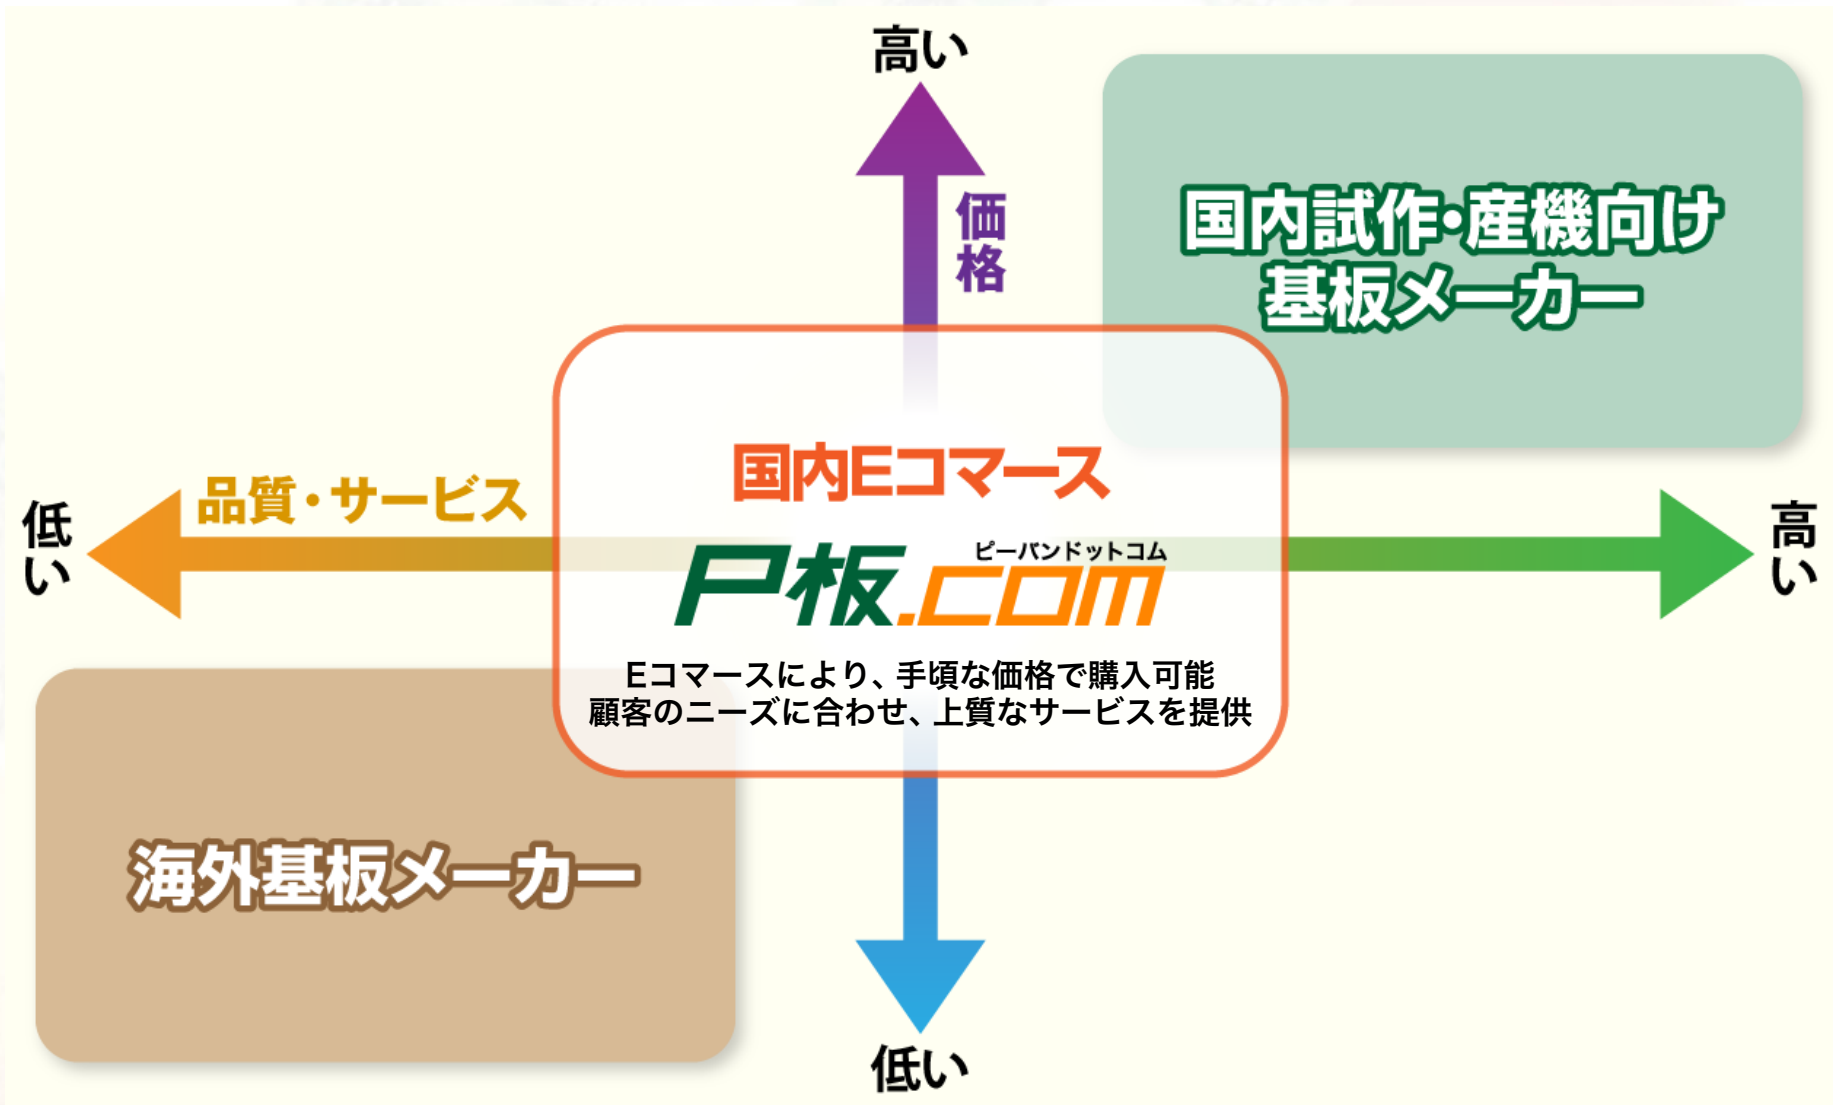 高い
価格
国内試作・産機向け
基板メーカー
国内Eコマース
品質・サービス
低い
高い
ピーバンドットコム
P板.com
Eコマースにより、手頃な価格で購入可能
顧客のニーズに合わせ、上質なサービスを提供
海外基板メーカー
低い